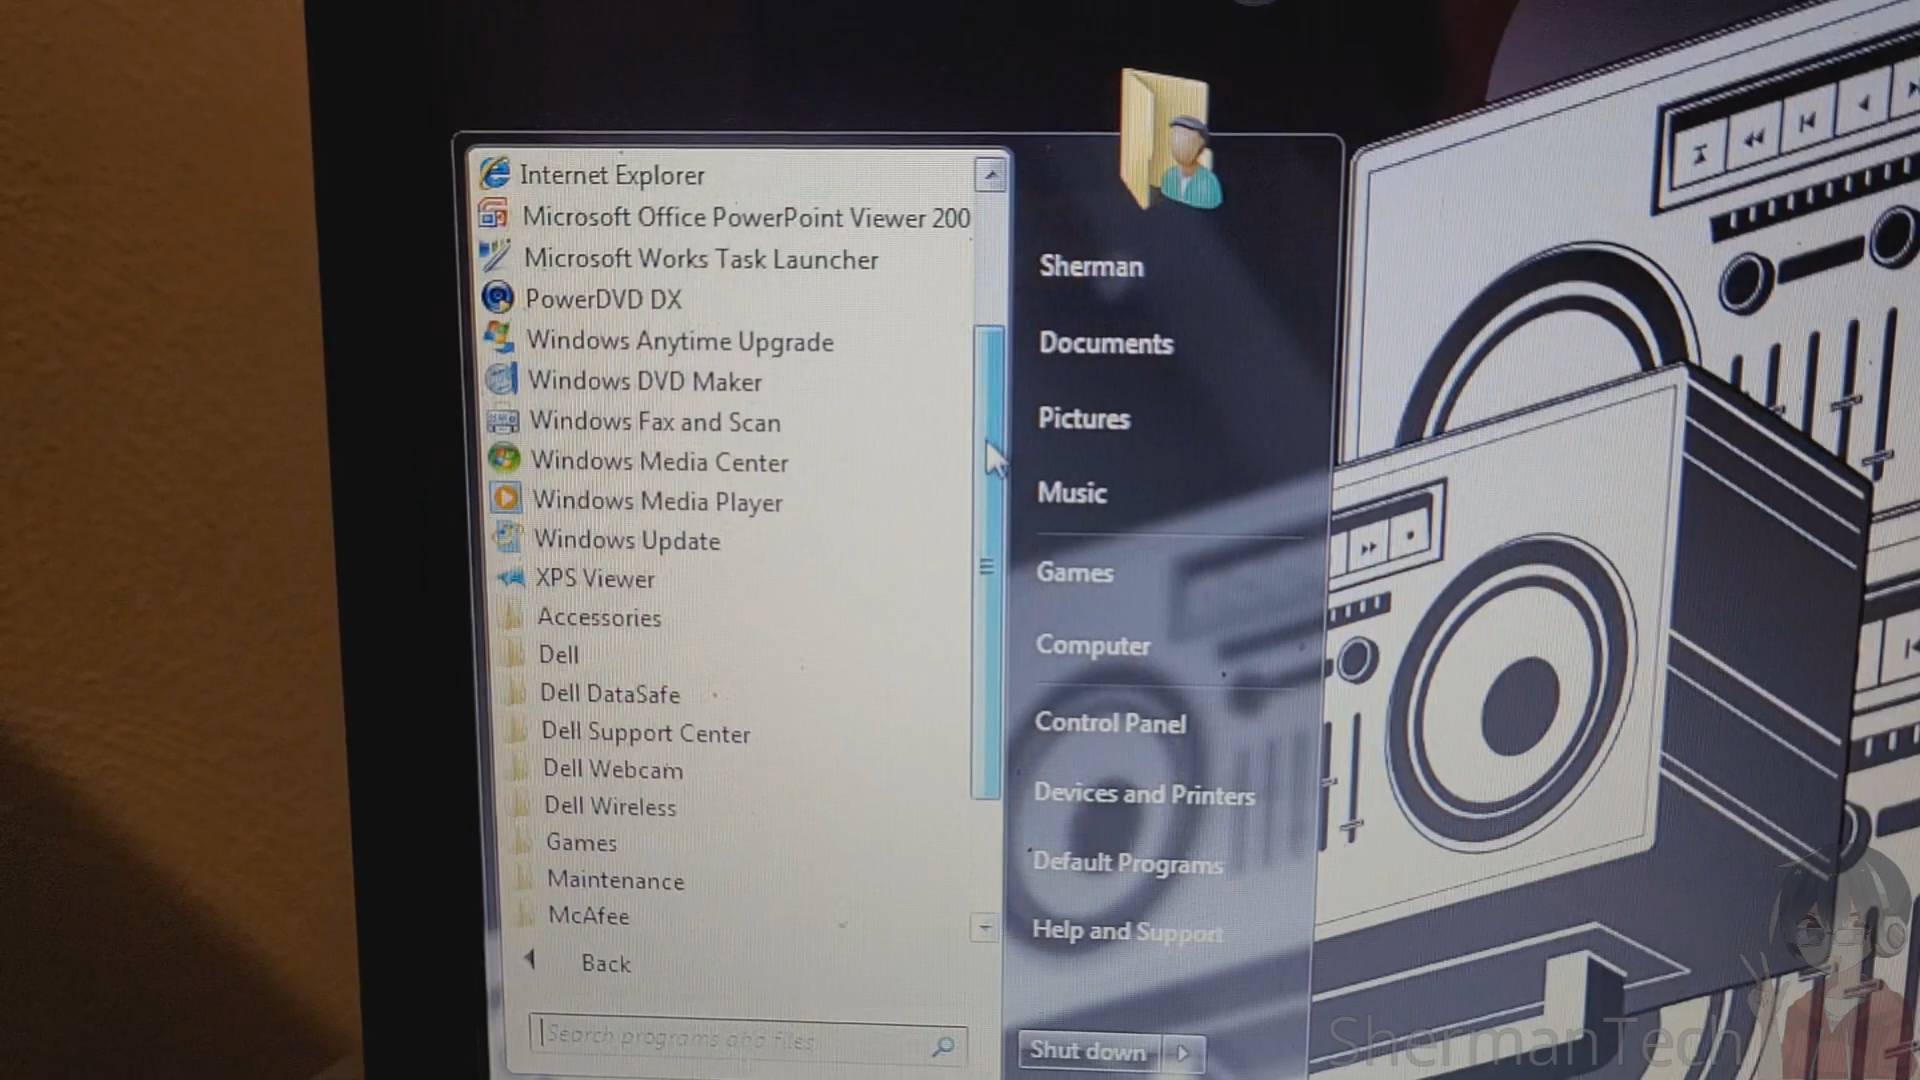 Internet Explorer
Microsoft Office PowerPoint Viewer 200
Microsoft Works Task Launcher
PowerDVD DX
Windows Anytime Upgrade
Windows DVD Maker
Windows Fax and Scan
Windows Media Center
Windows Media Player
Windows Update
XPS Viewer
Accessories
Dell
Dell DataSafe
Dell Support Center
Dell Webcam
Dell Wireless
Games
Maintenance
McAfee
Back
Search programs and files
Sherman
Documents
Pictures
Music
Games
Computer
Control Panel
Devices and Printers
Default Programs
Help and Support
Shut down
ShermanTech